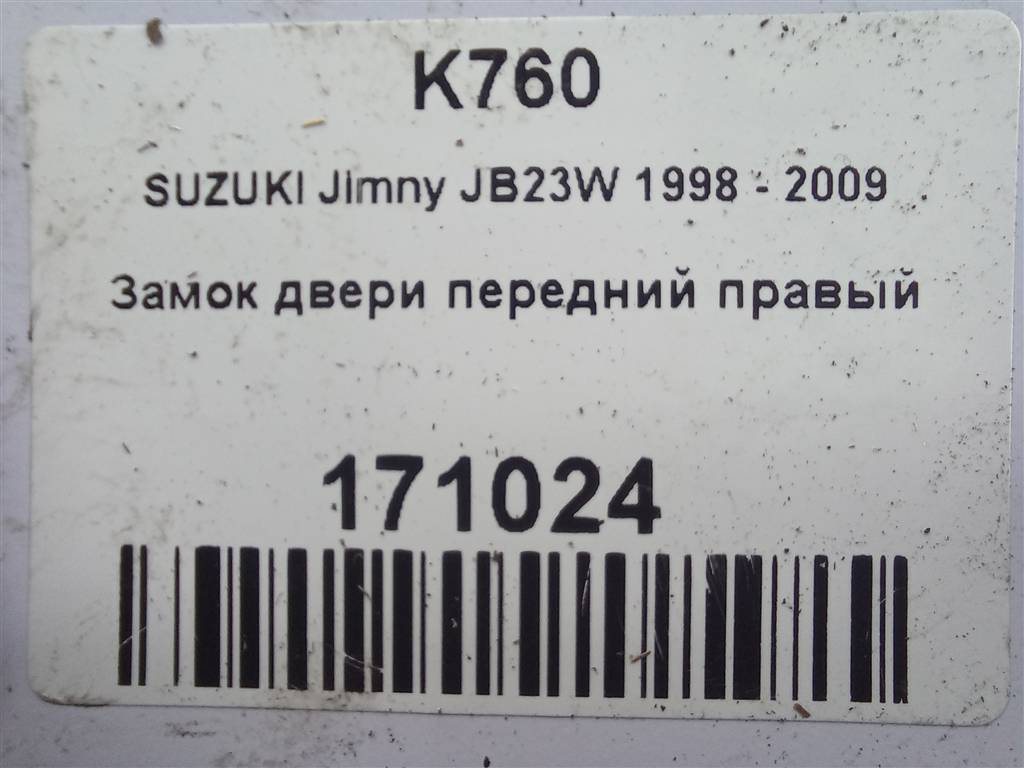 K760
SUZUKI Jimny JB23W 1998 - 2009
Замок двери передний правый
171024